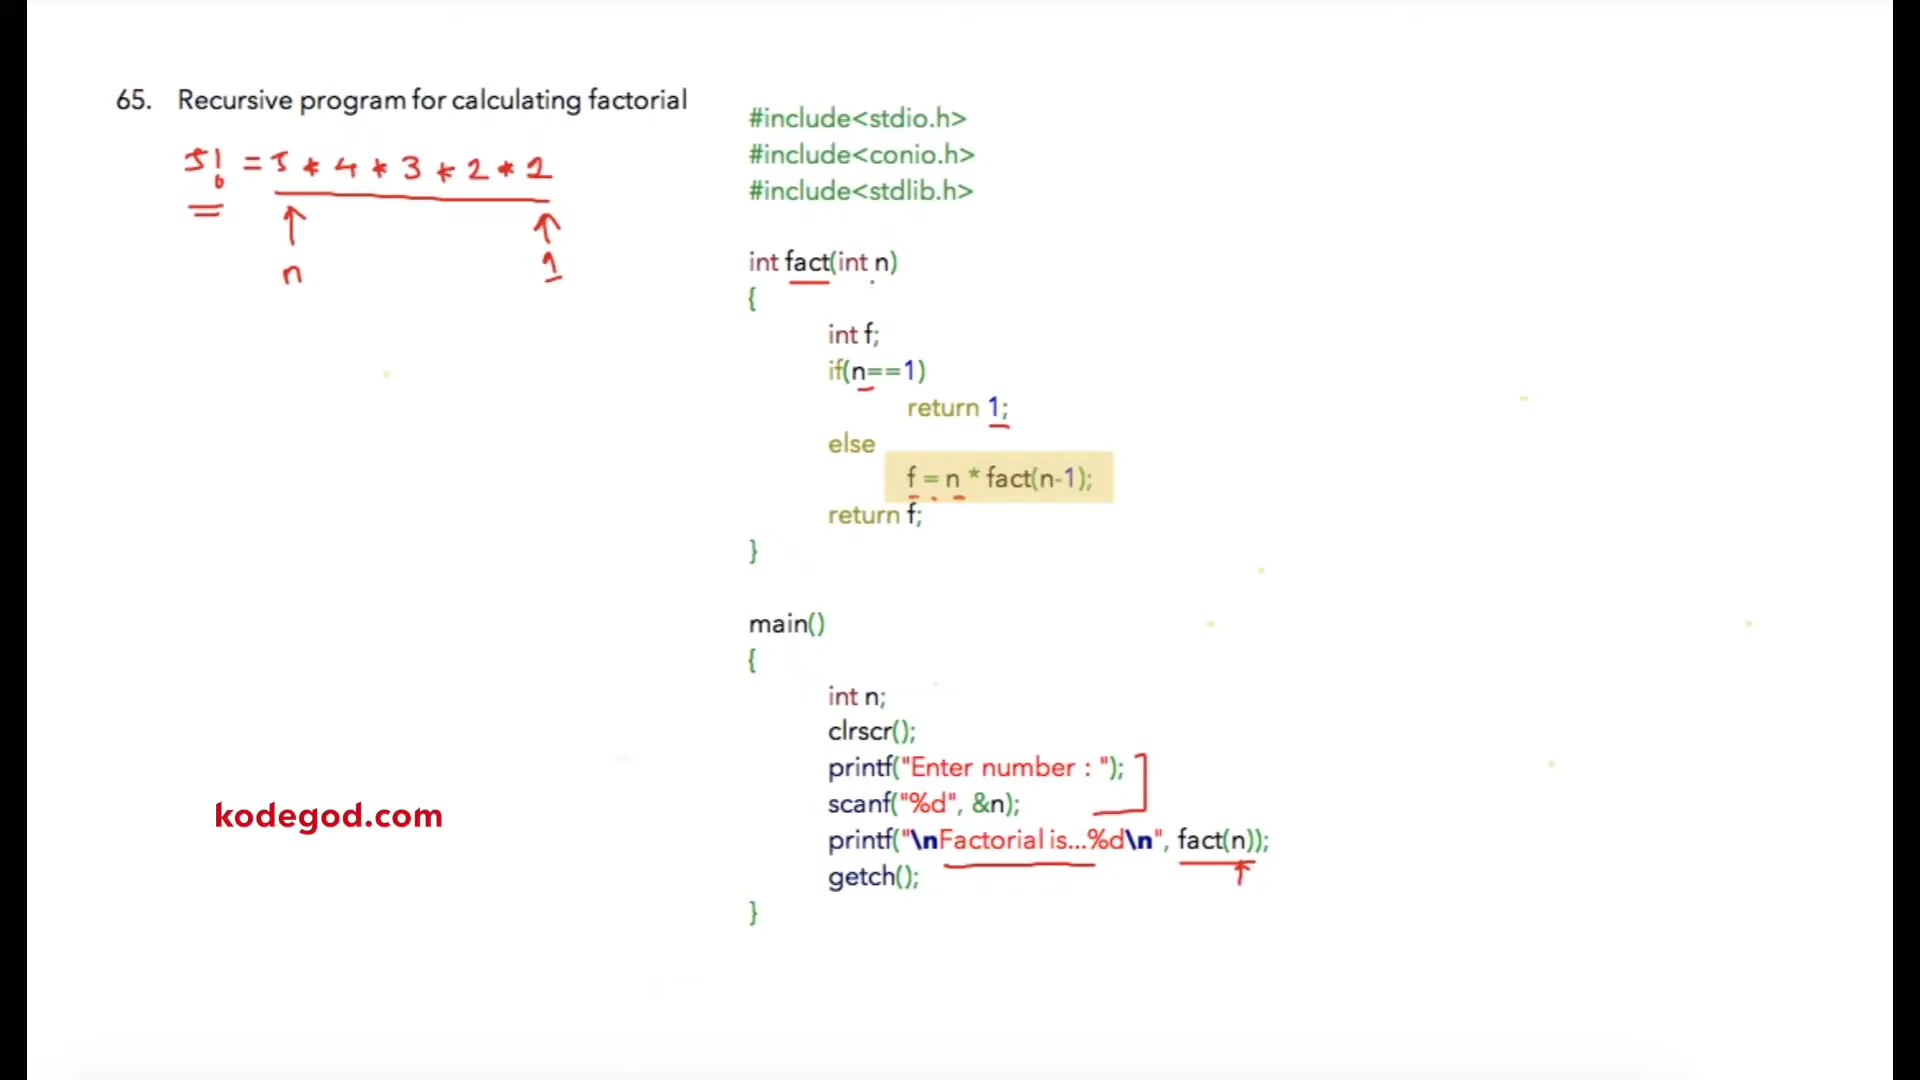 65. Recursive program for calculating factorial
5! = 5 * 4 * 3 * 2 * 1
n 1
#include<stdio.h>
#include<conio.h>
#include<stdlib.h>
int fact(int n)
{
int f;
if(n==1)
return 1;
else
f = n * fact(n-1);
return f;
}
main()
{
int n;
clrscr();
printf("Enter number : ");
scanf("%d", &n);
printf("\nFactorial is...%d\n", fact(n));
getch();
}
kodegod.com